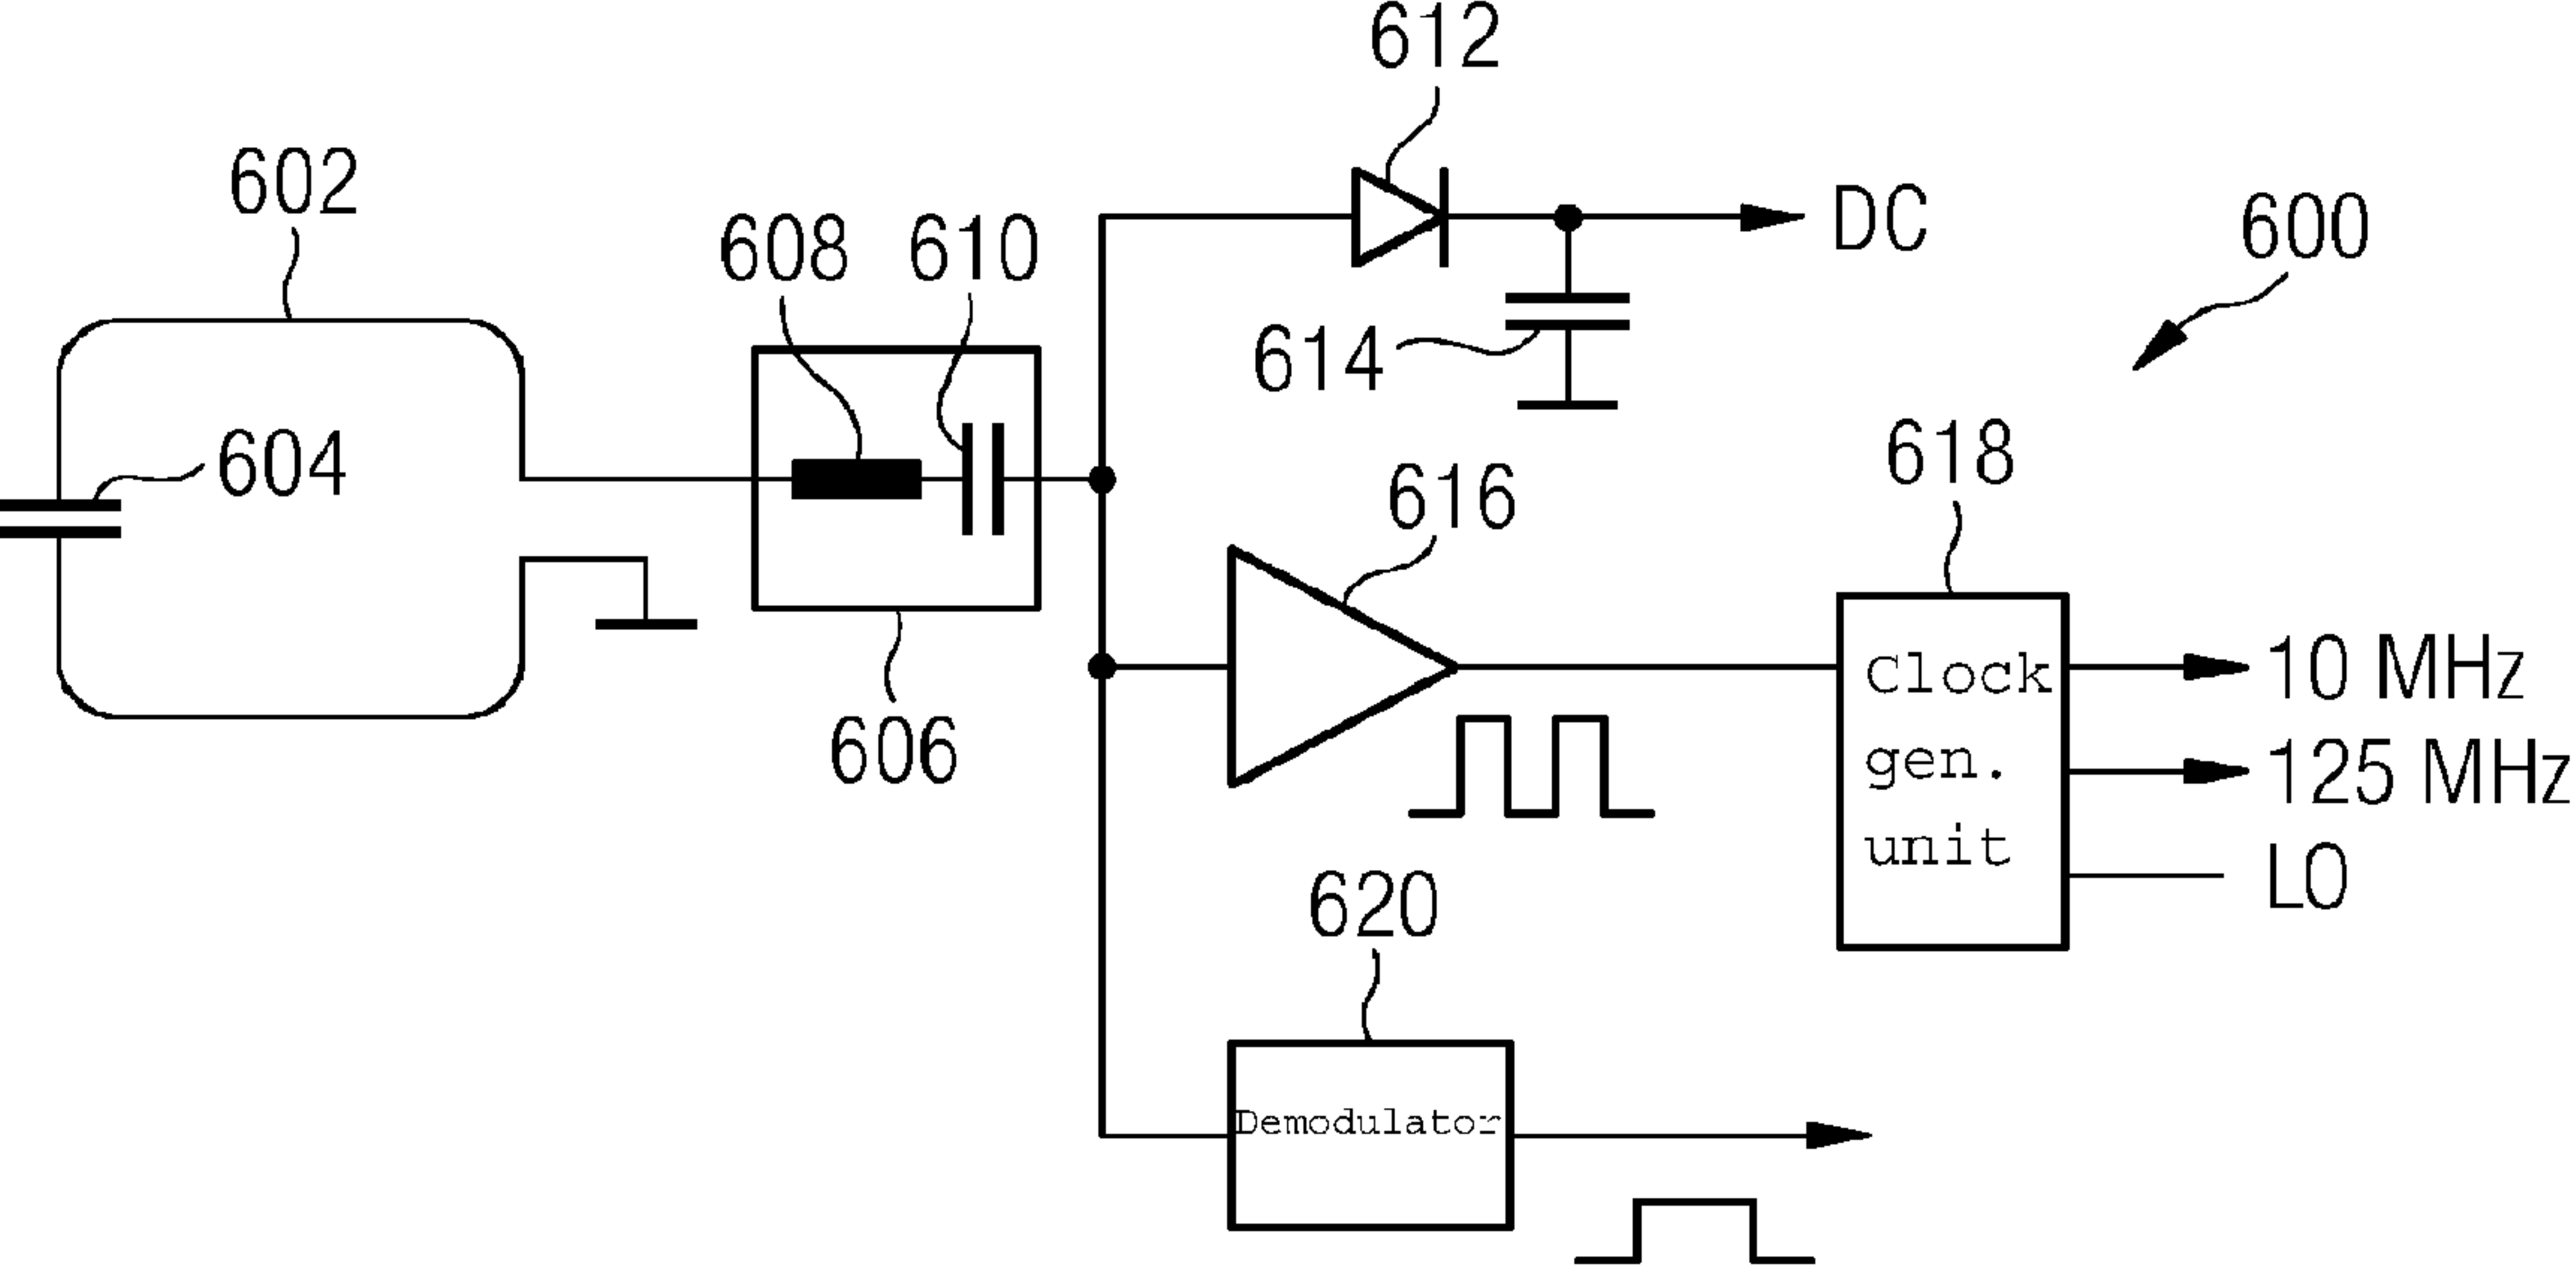 612
602
608 610
DC
600
614
604
616
618
606
Clock
gen.
unit
10 MHz
125 MHz
LO
620
Demodulator